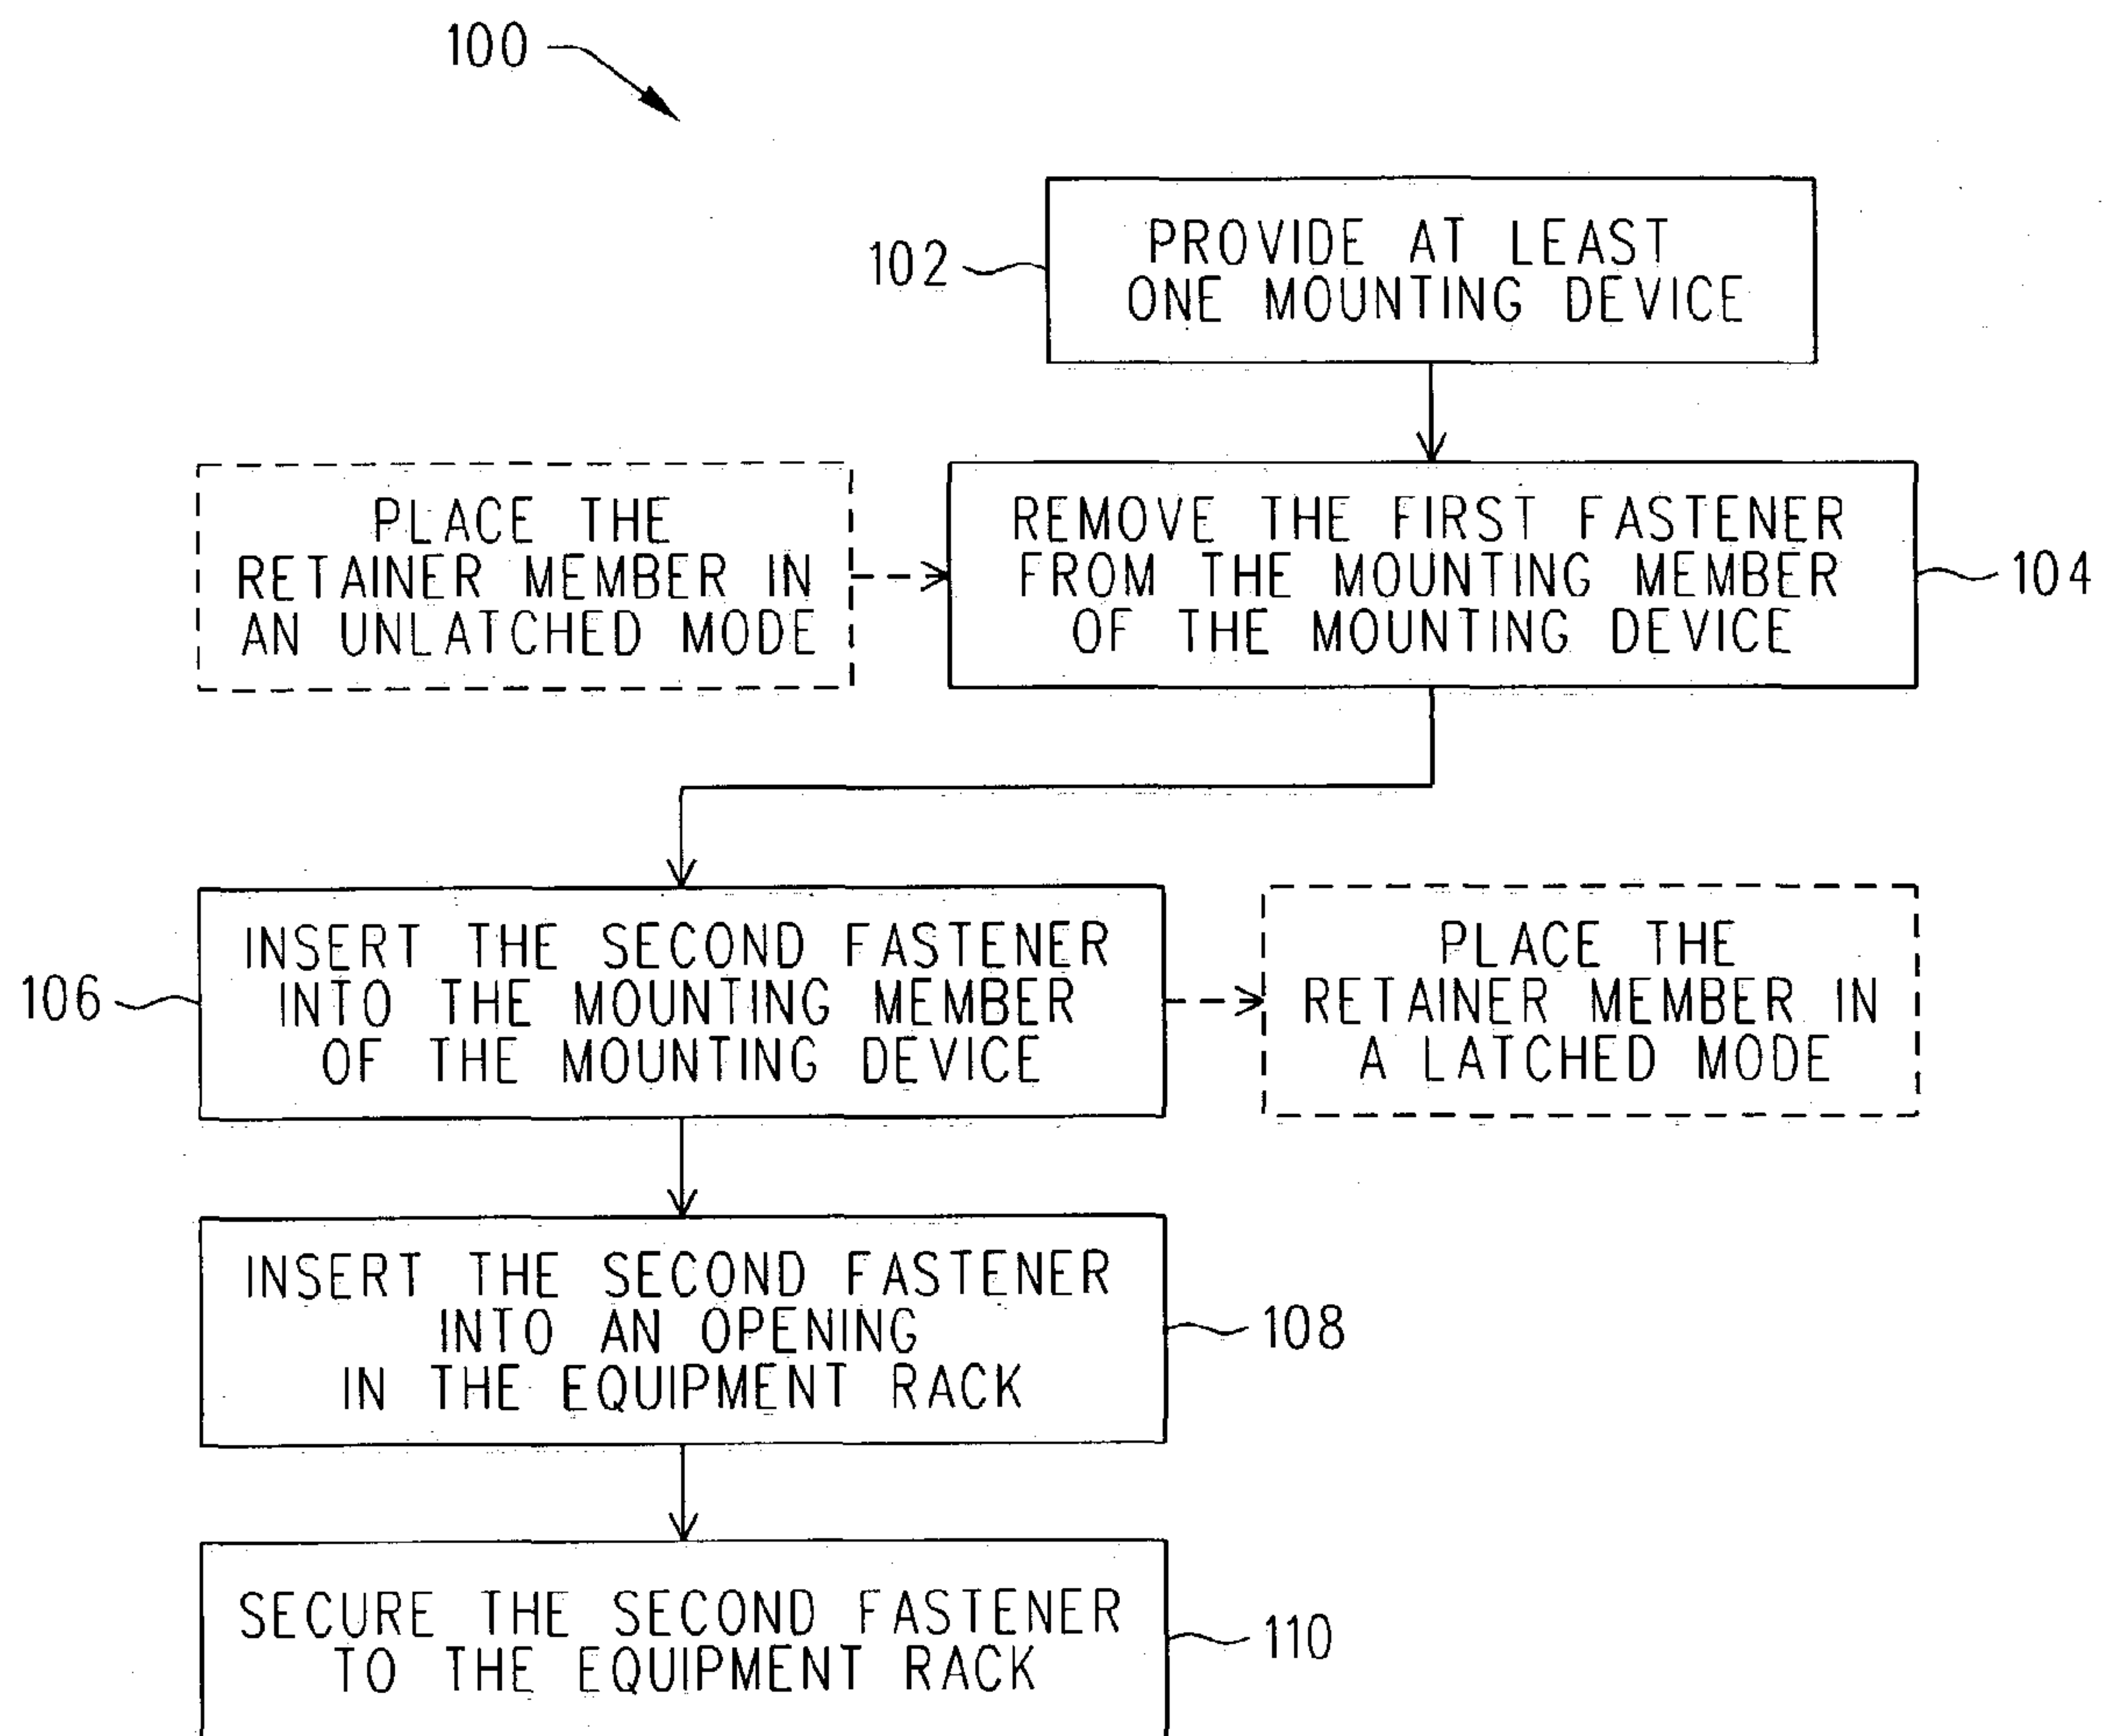 100
102
PROVIDE AT LEAST
ONE MOUNTING DEVICE
PLACE THE
RETAINER MEMBER IN
AN UNLATCHED MODE
REMOVE THE FIRST FASTENER
FROM THE MOUNTING MEMBER
OF THE MOUNTING DEVICE
104
106
INSERT THE SECOND FASTENER
INTO THE MOUNTING MEMBER
OF THE MOUNTING DEVICE
PLACE THE
RETAINER MEMBER IN
A LATCHED MODE
INSERT THE SECOND FASTENER
INTO AN OPENING
IN THE EQUIPMENT RACK
108
SECURE THE SECOND FASTENER
TO THE EQUIPMENT RACK
110